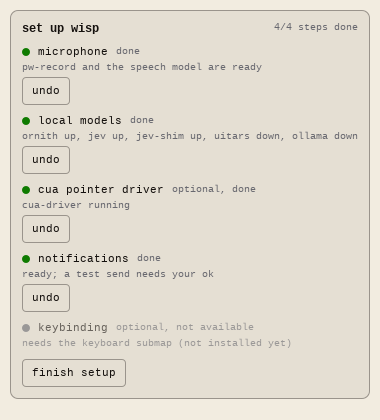 set up wisp 4/4 steps done
microphone done
pw-record and the speech model are ready
undo
local models done
ornith up, jev up, jev-shim up, uitars down, ollama down
undo
cua pointer driver optional, done
cua-driver running
undo
notifications done
ready; a test send needs your ok
undo
keybinding optional, not available
needs the keyboard submap (not installed yet)
finish setup